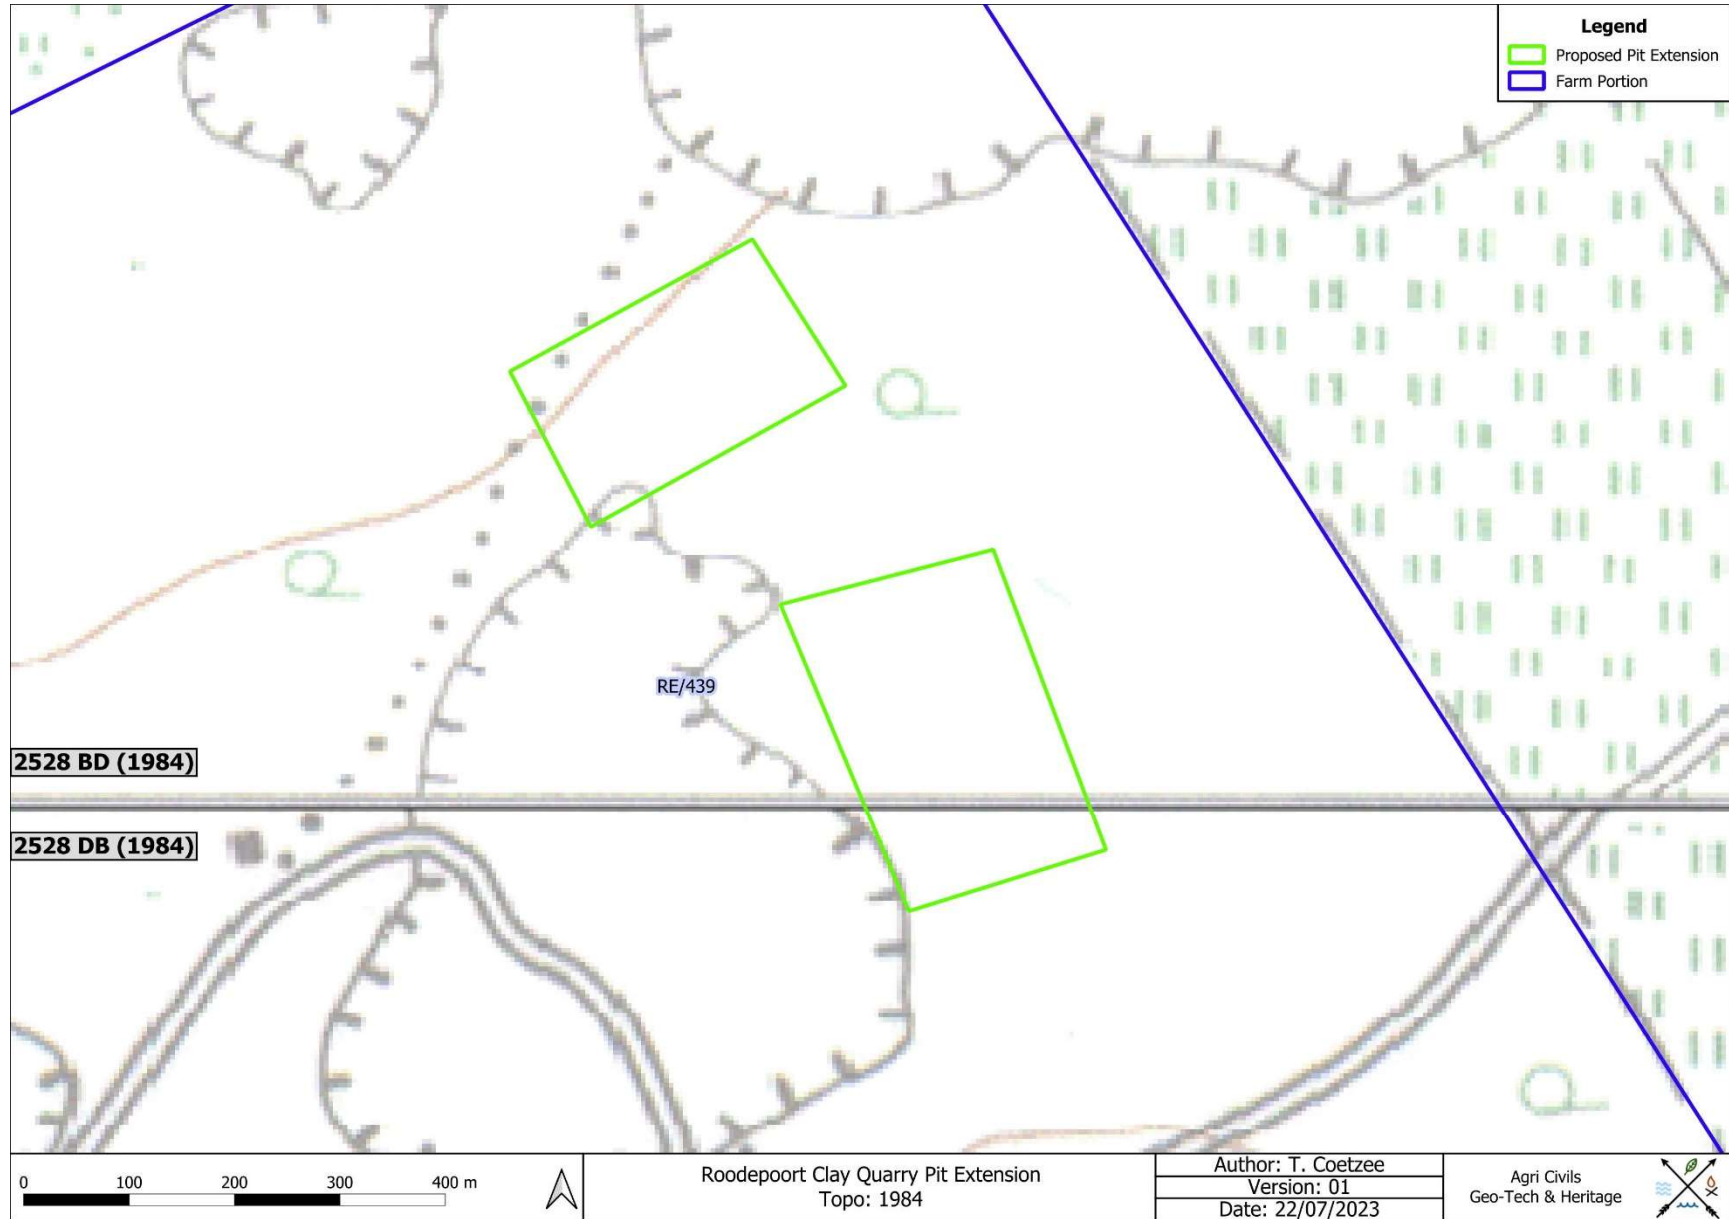 Legend
Proposed Pit Extension
Farm Portion
RE/439
2528 BD (1984)
2528 DB (1984)
0 100 200 300 400 m
Roodepoort Clay Quarry Pit Extension
Topo: 1984
Author: T. Coetzee
Version: 01
Date: 22/07/2023
Agri Civils
Geo-Tech & Heritage